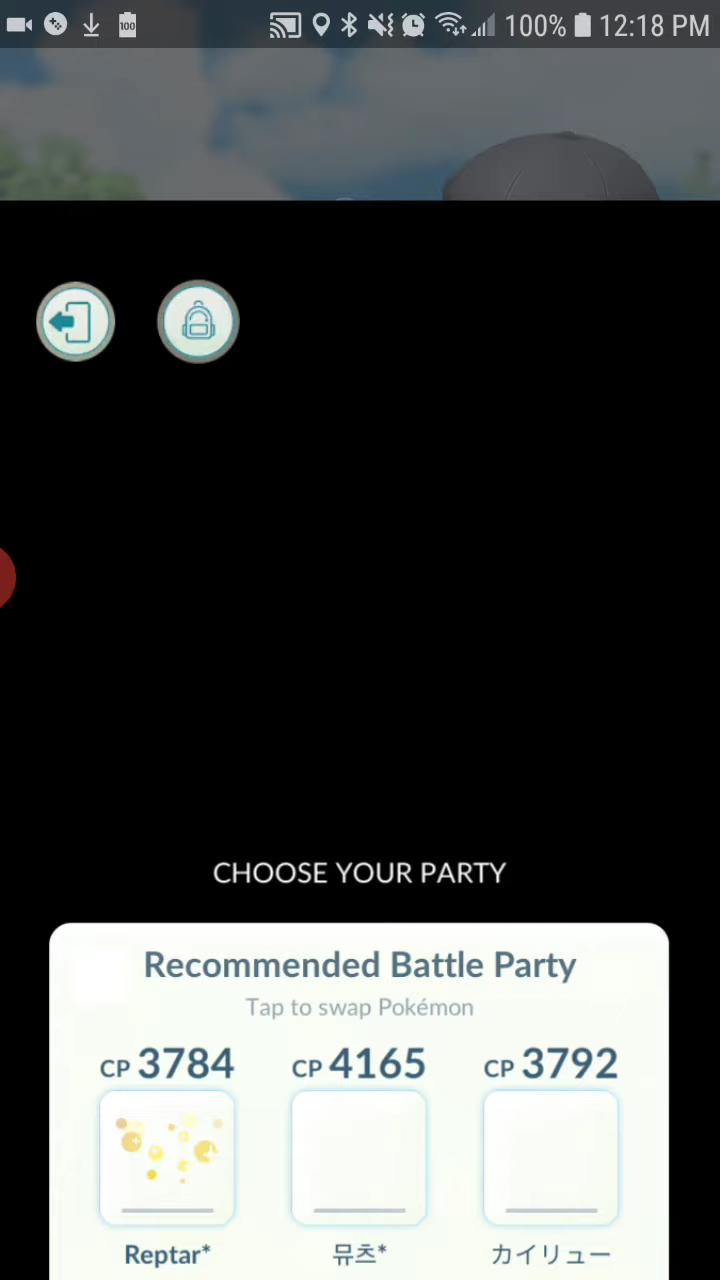 100 100% 12:18 PM
CHOOSE YOUR PARTY
Recommended Battle Party
Tap to swap Pokémon
CP 3784 CP 4165 CP 3792
Reptar* 뮤츠* カイリュー